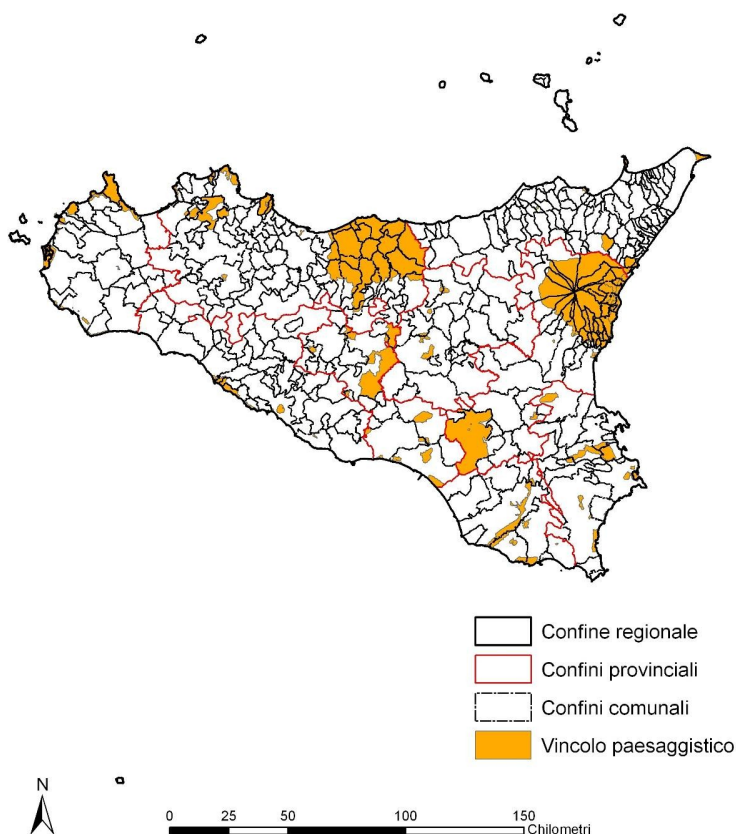 Confine regionale
Confini provinciali
Confini comunali
Vincolo paesaggistico
N
0 25 50 100 150
Chilometri